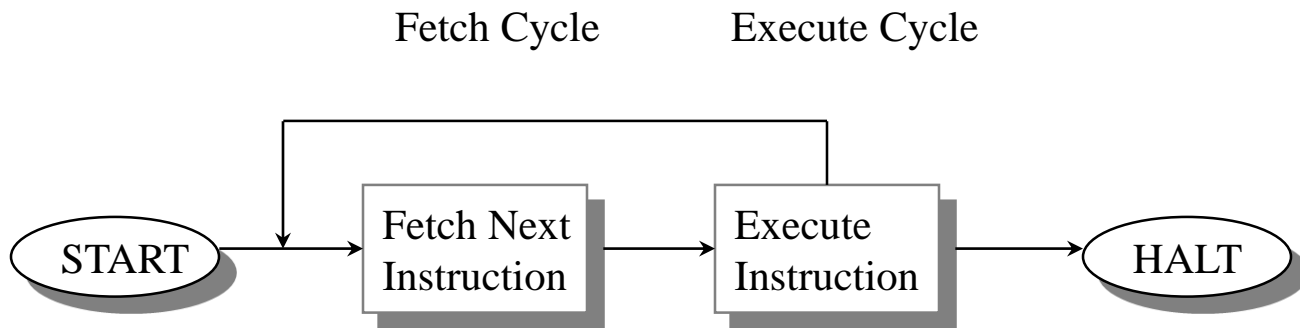 Fetch Cycle
Execute Cycle
START
Fetch Next
Instruction
Execute
Instruction
HALT